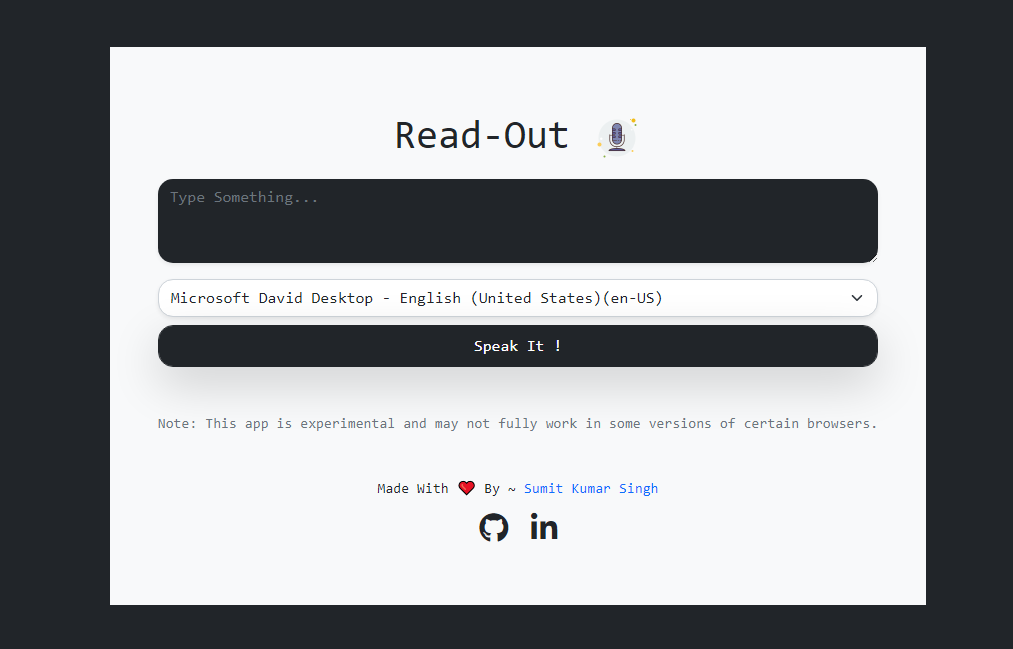 Read-Out
Type Something...
Microsoft David Desktop - English (United States)(en-US)
Speak It !
Note: This app is experimental and may not fully work in some versions of certain browsers.
Made With ❤ By ~ Sumit Kumar Singh
in